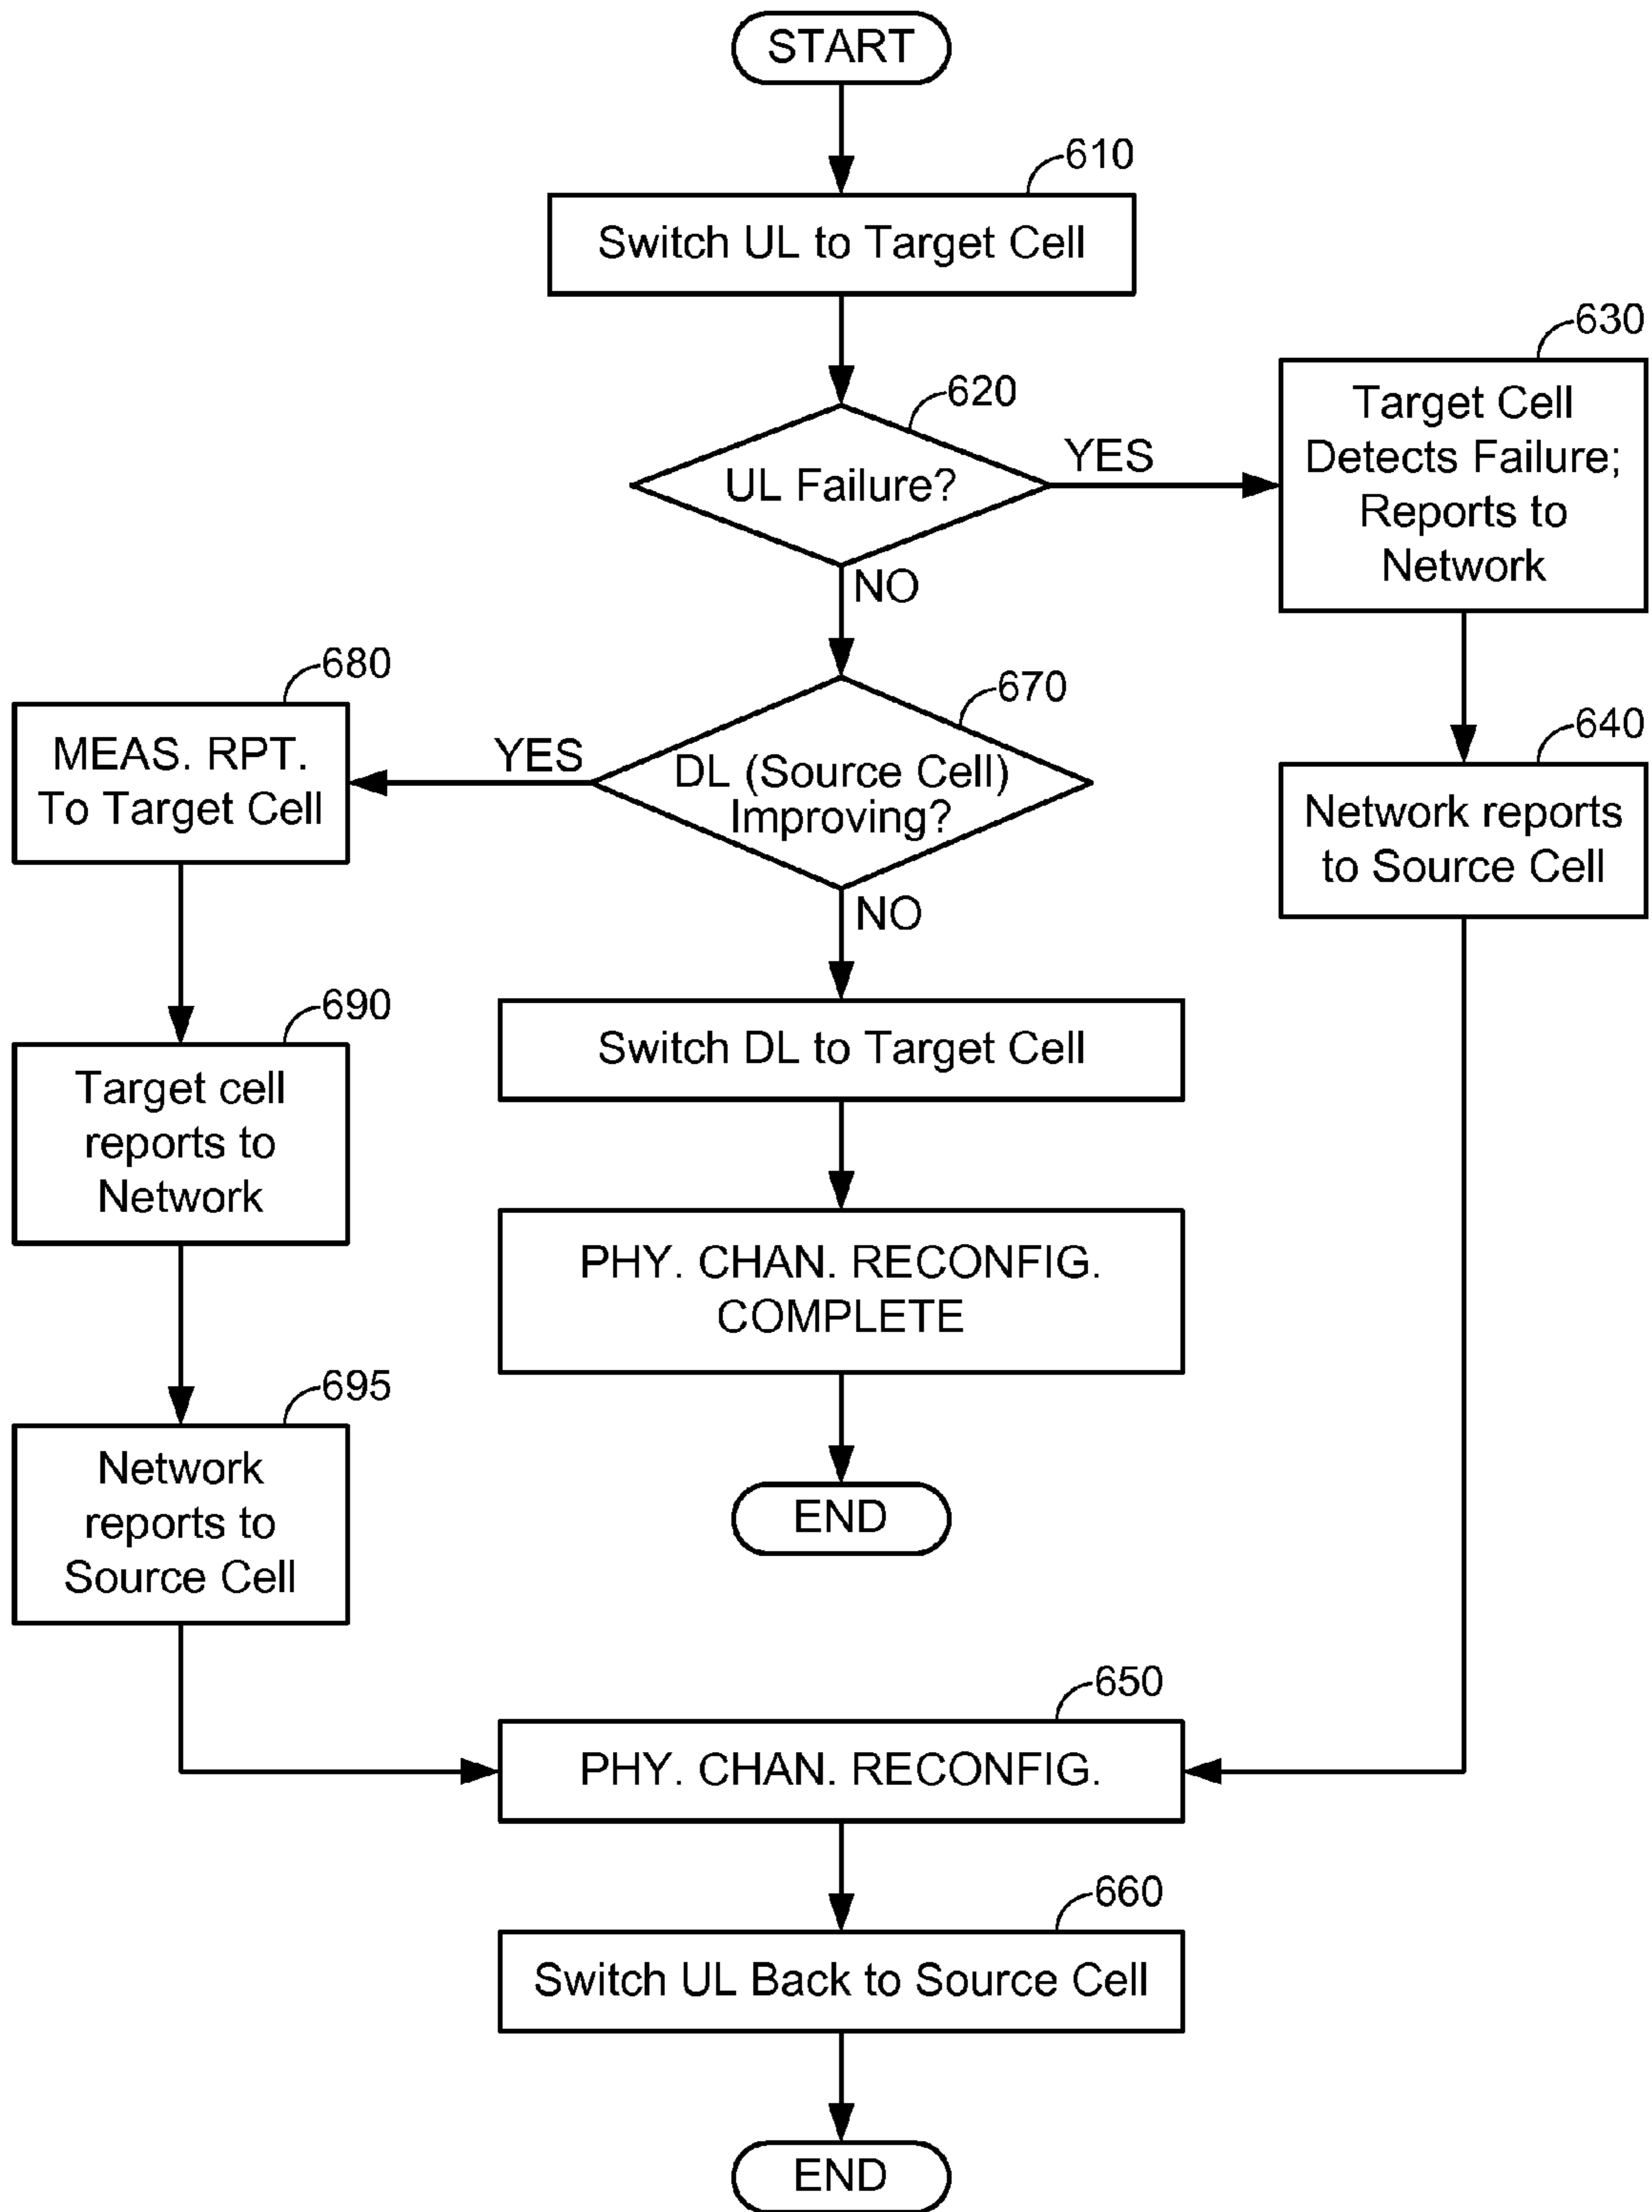 START
610
Switch UL to Target Cell
620
UL Failure?
YES
NO
630
Target Cell
Detects Failure;
Reports to
Network
640
Network reports
to Source Cell
670
DL (Source Cell)
Improving?
YES
NO
680
MEAS. RPT.
To Target Cell
690
Target cell
reports to
Network
695
Network
reports to
Source Cell
Switch DL to Target Cell
PHY. CHAN. RECONFIG.
COMPLETE
END
650
PHY. CHAN. RECONFIG.
660
Switch UL Back to Source Cell
END